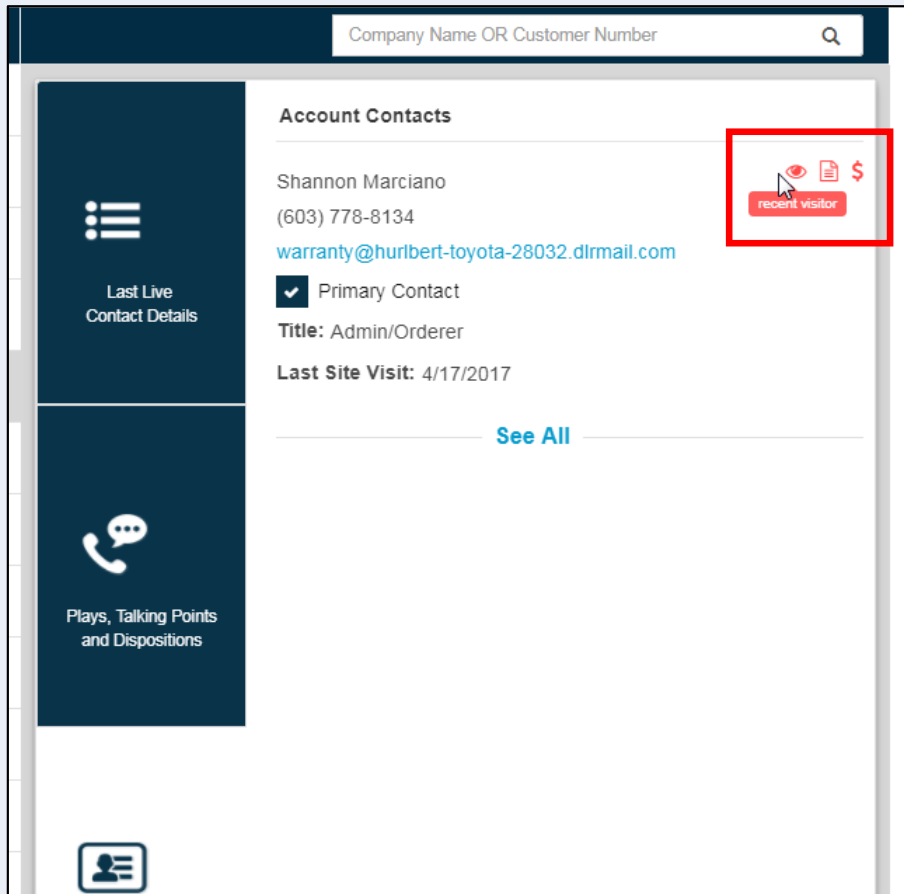 Company Name OR Customer Number
Account Contacts
Shannon Marciano
(603) 778-8134
recent visitor
warranty@hurlbert-toyota-28032.dlrmail.com
Primary Contact
Title: Admin/Orderer
Last Site Visit: 4/17/2017
See All
Last Live
Contact Details
Plays, Talking Points
and Dispositions